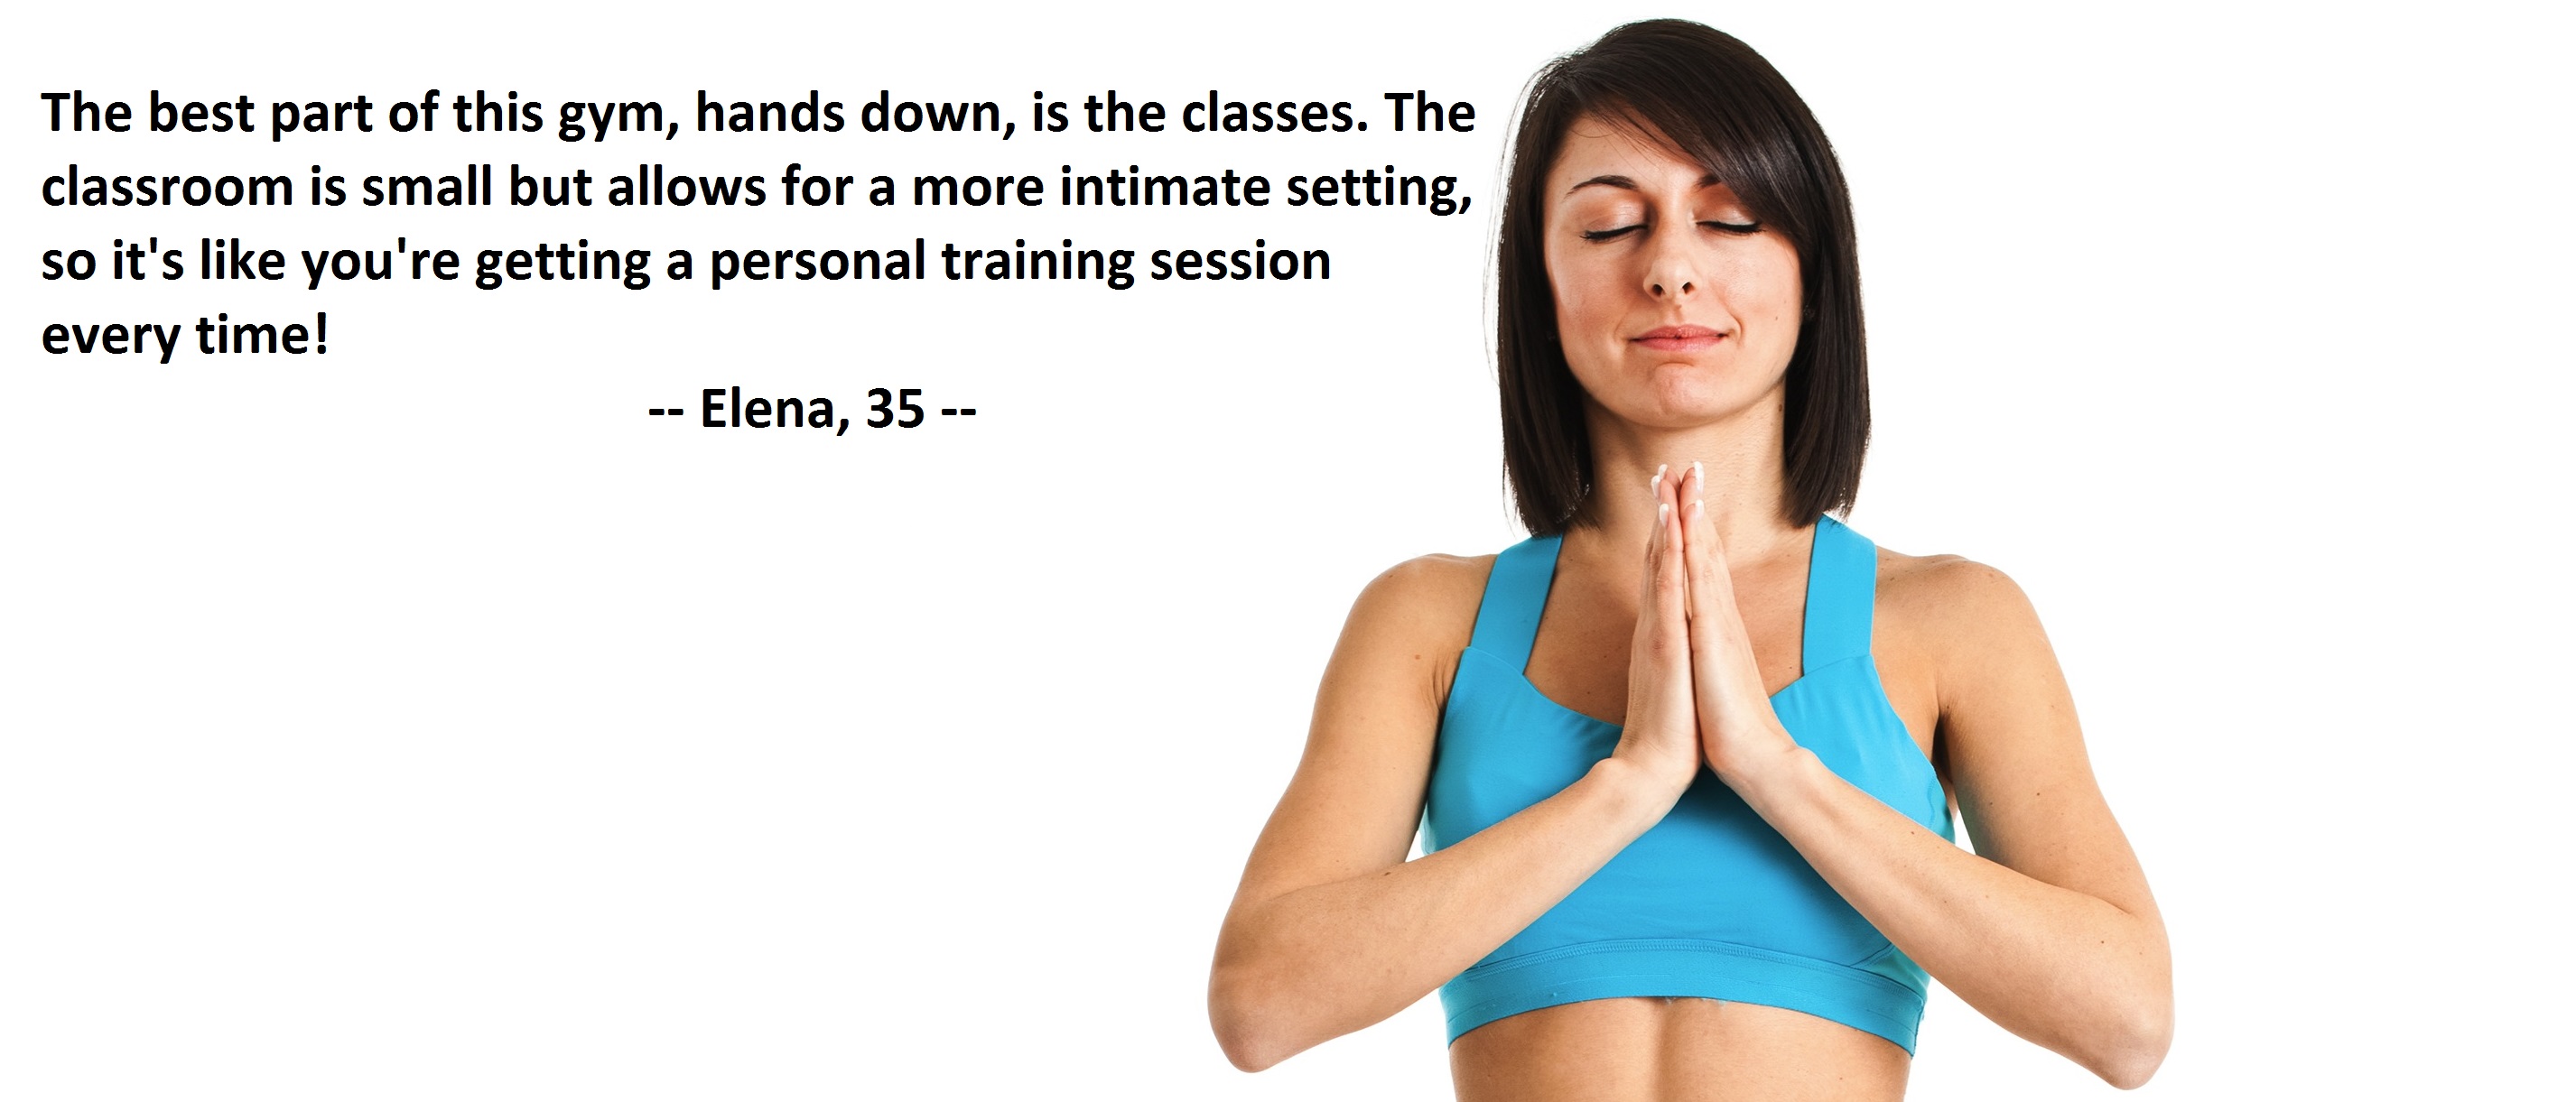 The best part of this gym, hands down, is the classes. The
classroom is small but allows for a more intimate setting,
so it's like you're getting a personal training session
every time!
-- Elena, 35 --